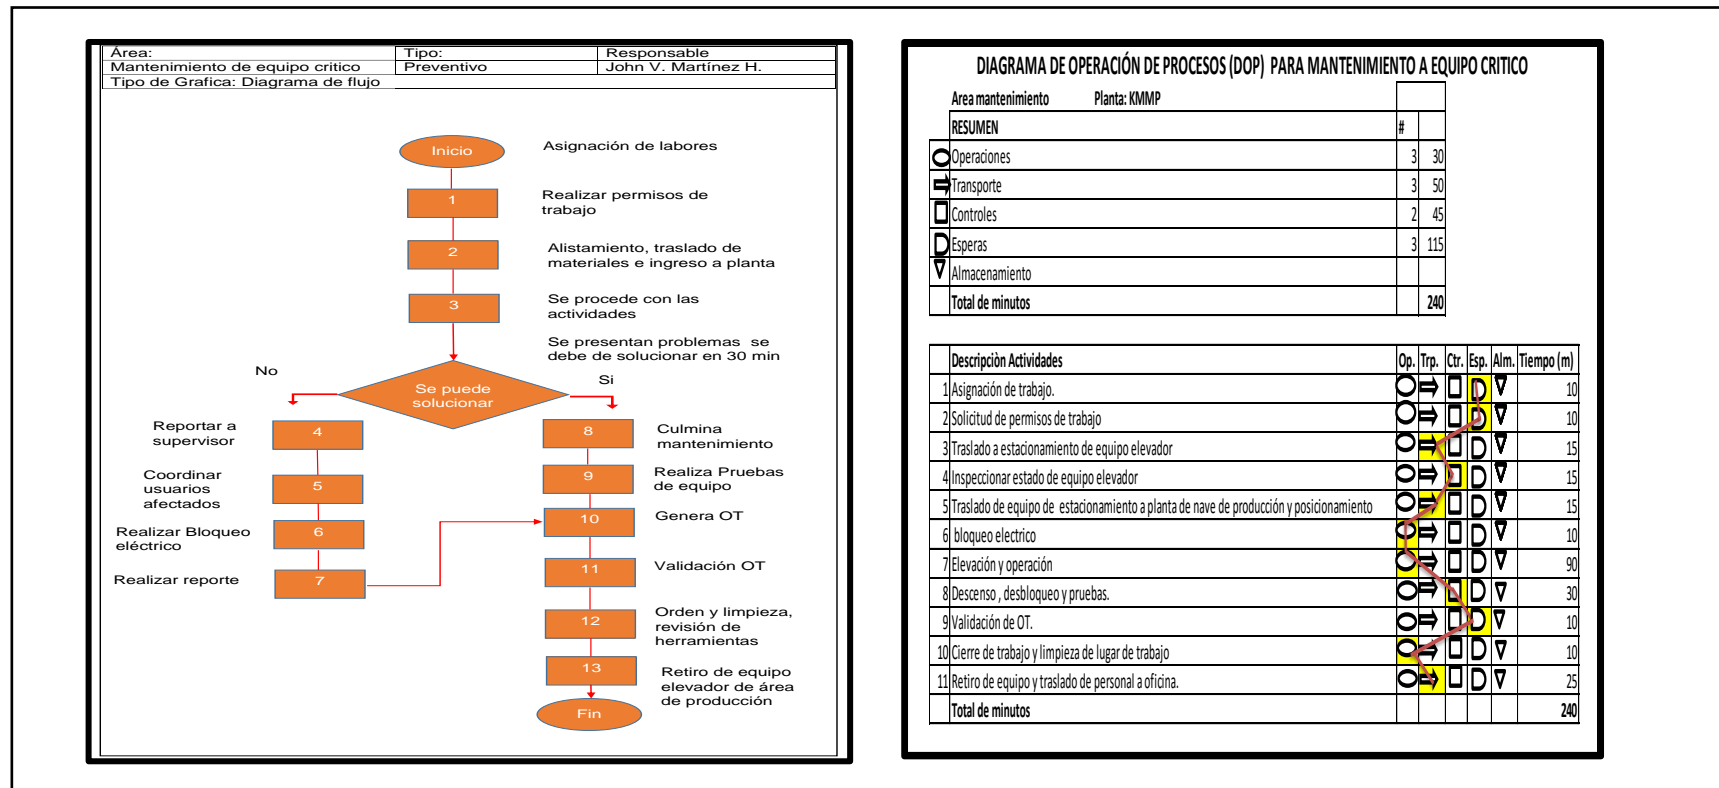 Área:
Tipo:
Responsable
Mantenimiento de equipo critico
Preventivo
John V. Martínez H.
Tipo de Grafica: Diagrama de flujo
Inicio
Asignación de labores
1
Realizar permisos de
trabajo
2
Alistamiento, traslado de
materiales e ingreso a planta
3
Se procede con las
actividades
Se presentan problemas se
debe de solucionar en 30 min
No
Se puede
solucionar
Si
Reportar a
supervisor
4
Coordinar
usuarios
afectados
5
Realizar Bloqueo
eléctrico
6
Realizar reporte
7
8
Culmina
mantenimiento
9
Realiza Pruebas
de equipo
10
Genera OT
11
Validación OT
12
Orden y limpieza,
revisión de
herramientas
13
Retiro de equipo
elevador de área
de producción
Fin
DIAGRAMA DE OPERACIÓN DE PROCESOS (DOP) PARA MANTENIMIENTO A EQUIPO CRITICO
Area mantenimiento Planta: KMMP
RESUMEN #
Operaciones 3 30
Transporte 3 50
Controles 2 45
Esperas 3 115
Almacenamiento
Total de minutos 240
Descripciòn Actividades Op. Trp. Ctr. Esp. Alm. Tiempo (m)
1 Asignación de trabajo. 10
2 Solicitud de permisos de trabajo 10
3 Traslado a estacionamiento de equipo elevador 15
4 Inspeccionar estado de equipo elevador 15
5 Traslado de equipo de estacionamiento a planta de nave de producción y posicionamiento 15
6 bloqueo electrico 10
7 Elevación y operación 90
8 Descenso , desbloqueo y pruebas. 30
9 Validación de OT. 10
10 Cierre de trabajo y limpieza de lugar de trabajo 10
11 Retiro de equipo y traslado de personal a oficina. 25
Total de minutos 240